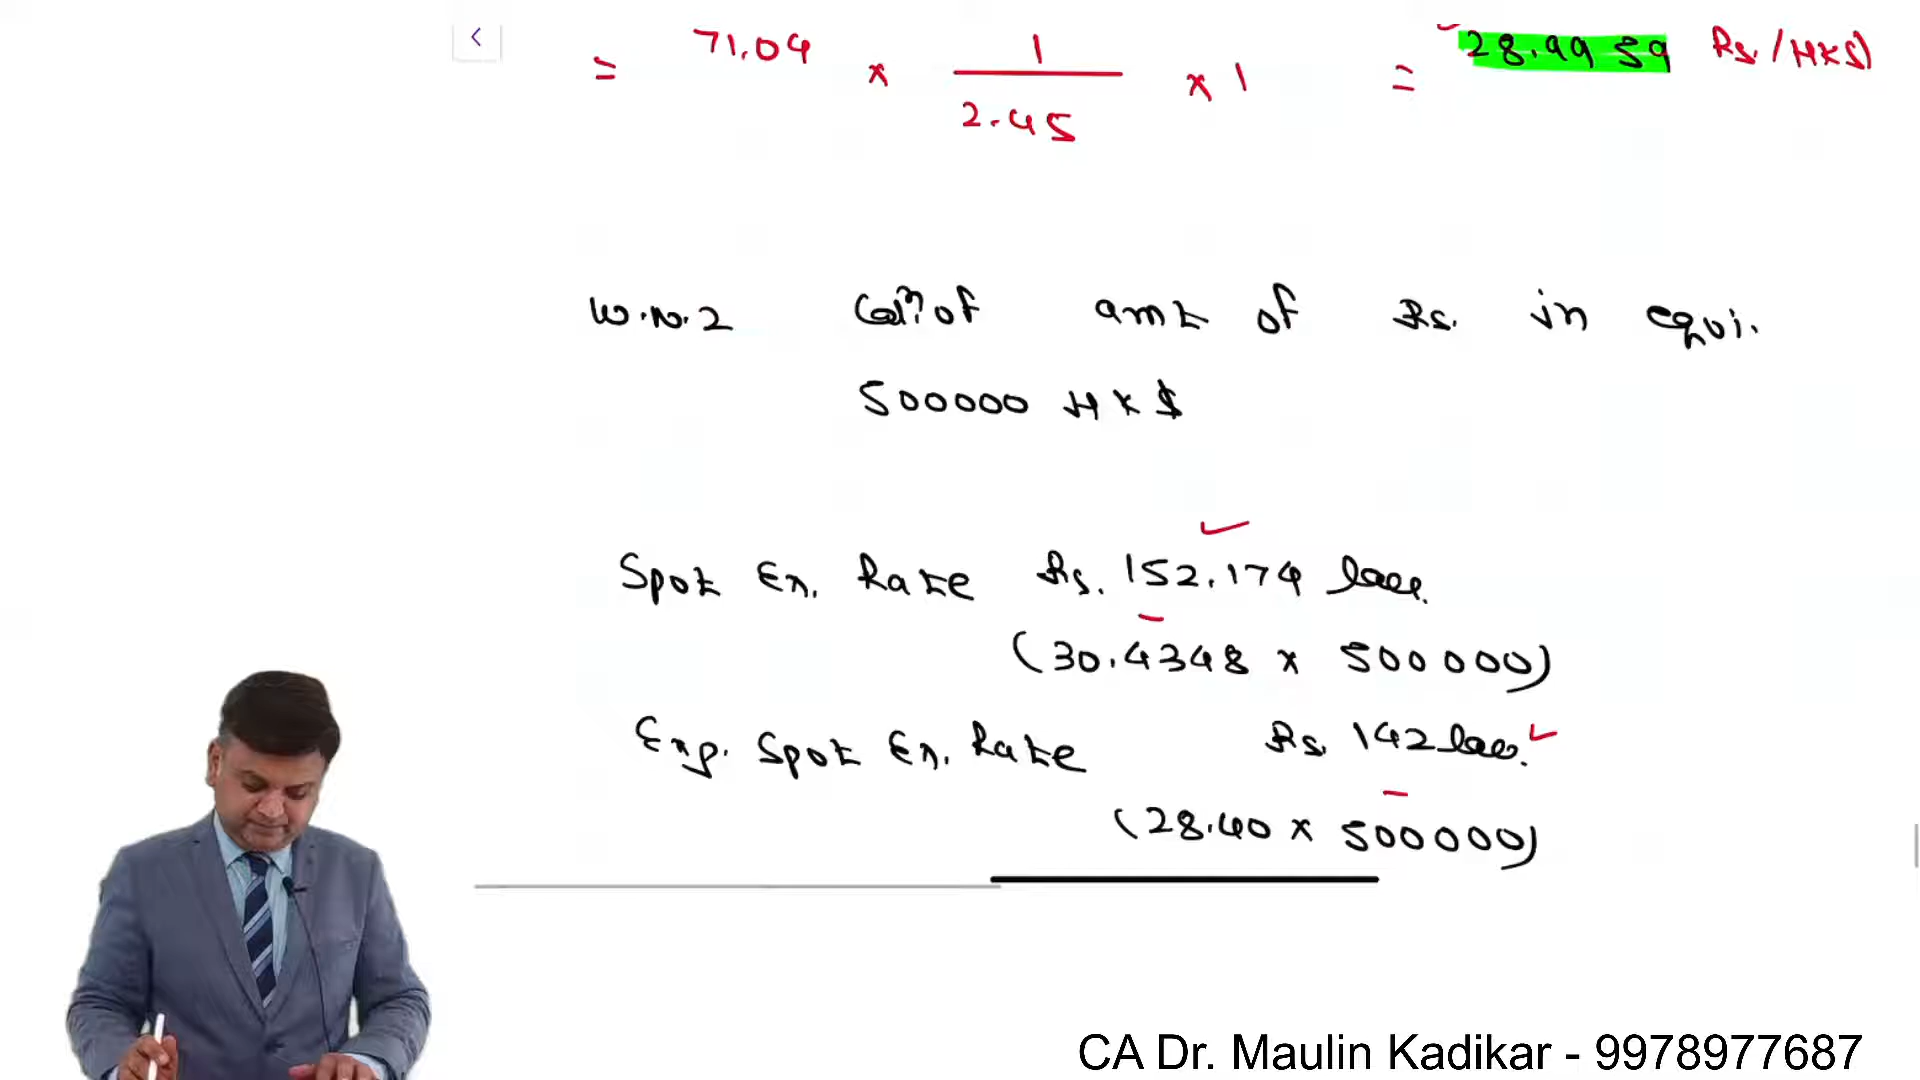 = 71.04 × 1/2.45 × 1 = 28.9959 Rs./HK$)
W.N.2 Caln of amt of Rs. in equi.
500000 HK$
Spot Ex. Rate Rs. 152.174 lacs.
(30.4348 × 500000)
Exp. Spot Ex. Rate Rs. 142 lacs.
(28.40 × 500000)
CA Dr. Maulin Kadikar - 9978977687